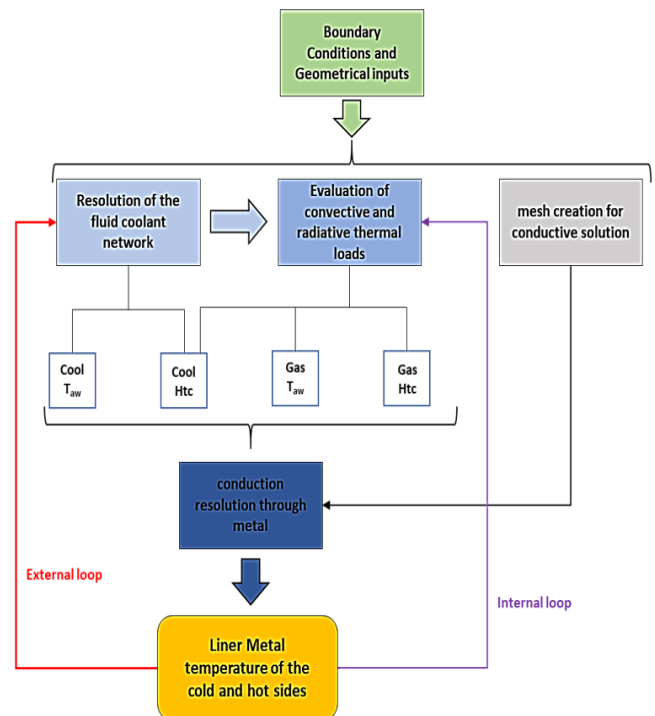 Boundary
Conditions and
Geometrical inputs
Resolution of the
fluid coolant
network
Evaluation of
convective and
radiative thermal
loads
mesh creation for
conductive solution
Cool
Taw
Cool
Htc
Gas
Taw
Gas
Htc
conduction
resolution through
metal
External loop
Internal loop
Liner Metal
temperature of the
cold and hot sides